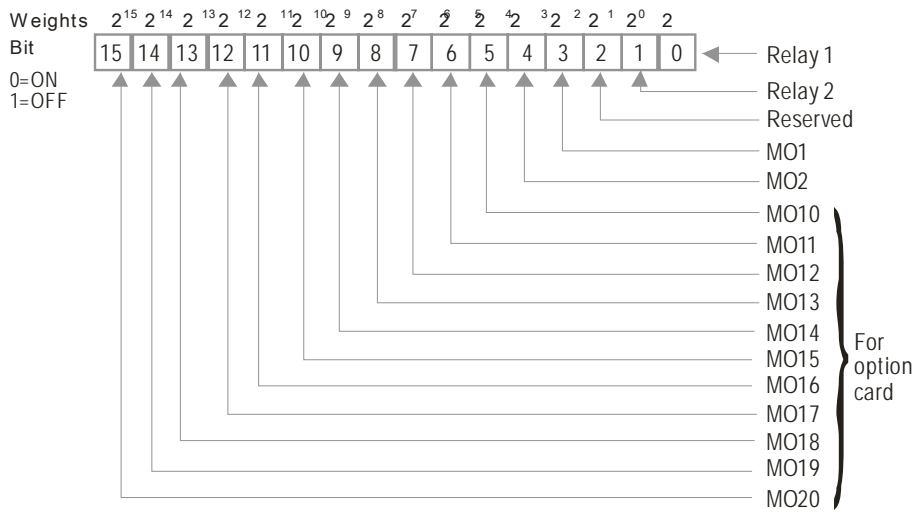 Weights 2¹⁵ 2¹⁴ 2¹³ 2¹² 2¹¹ 2¹⁰ 2⁹ 2⁸ 2⁷ 2⁶ 2⁵ 2⁴ 2³ 2² 2¹ 2⁰
Bit 15 14 13 12 11 10 9 8 7 6 5 4 3 2 1 0 Relay 1
0=ON
1=OFF
Relay 2
Reserved
MO1
MO2
MO10
MO11
MO12
MO13
MO14
MO15
MO16
MO17
MO18
MO19
MO20
For
option
card